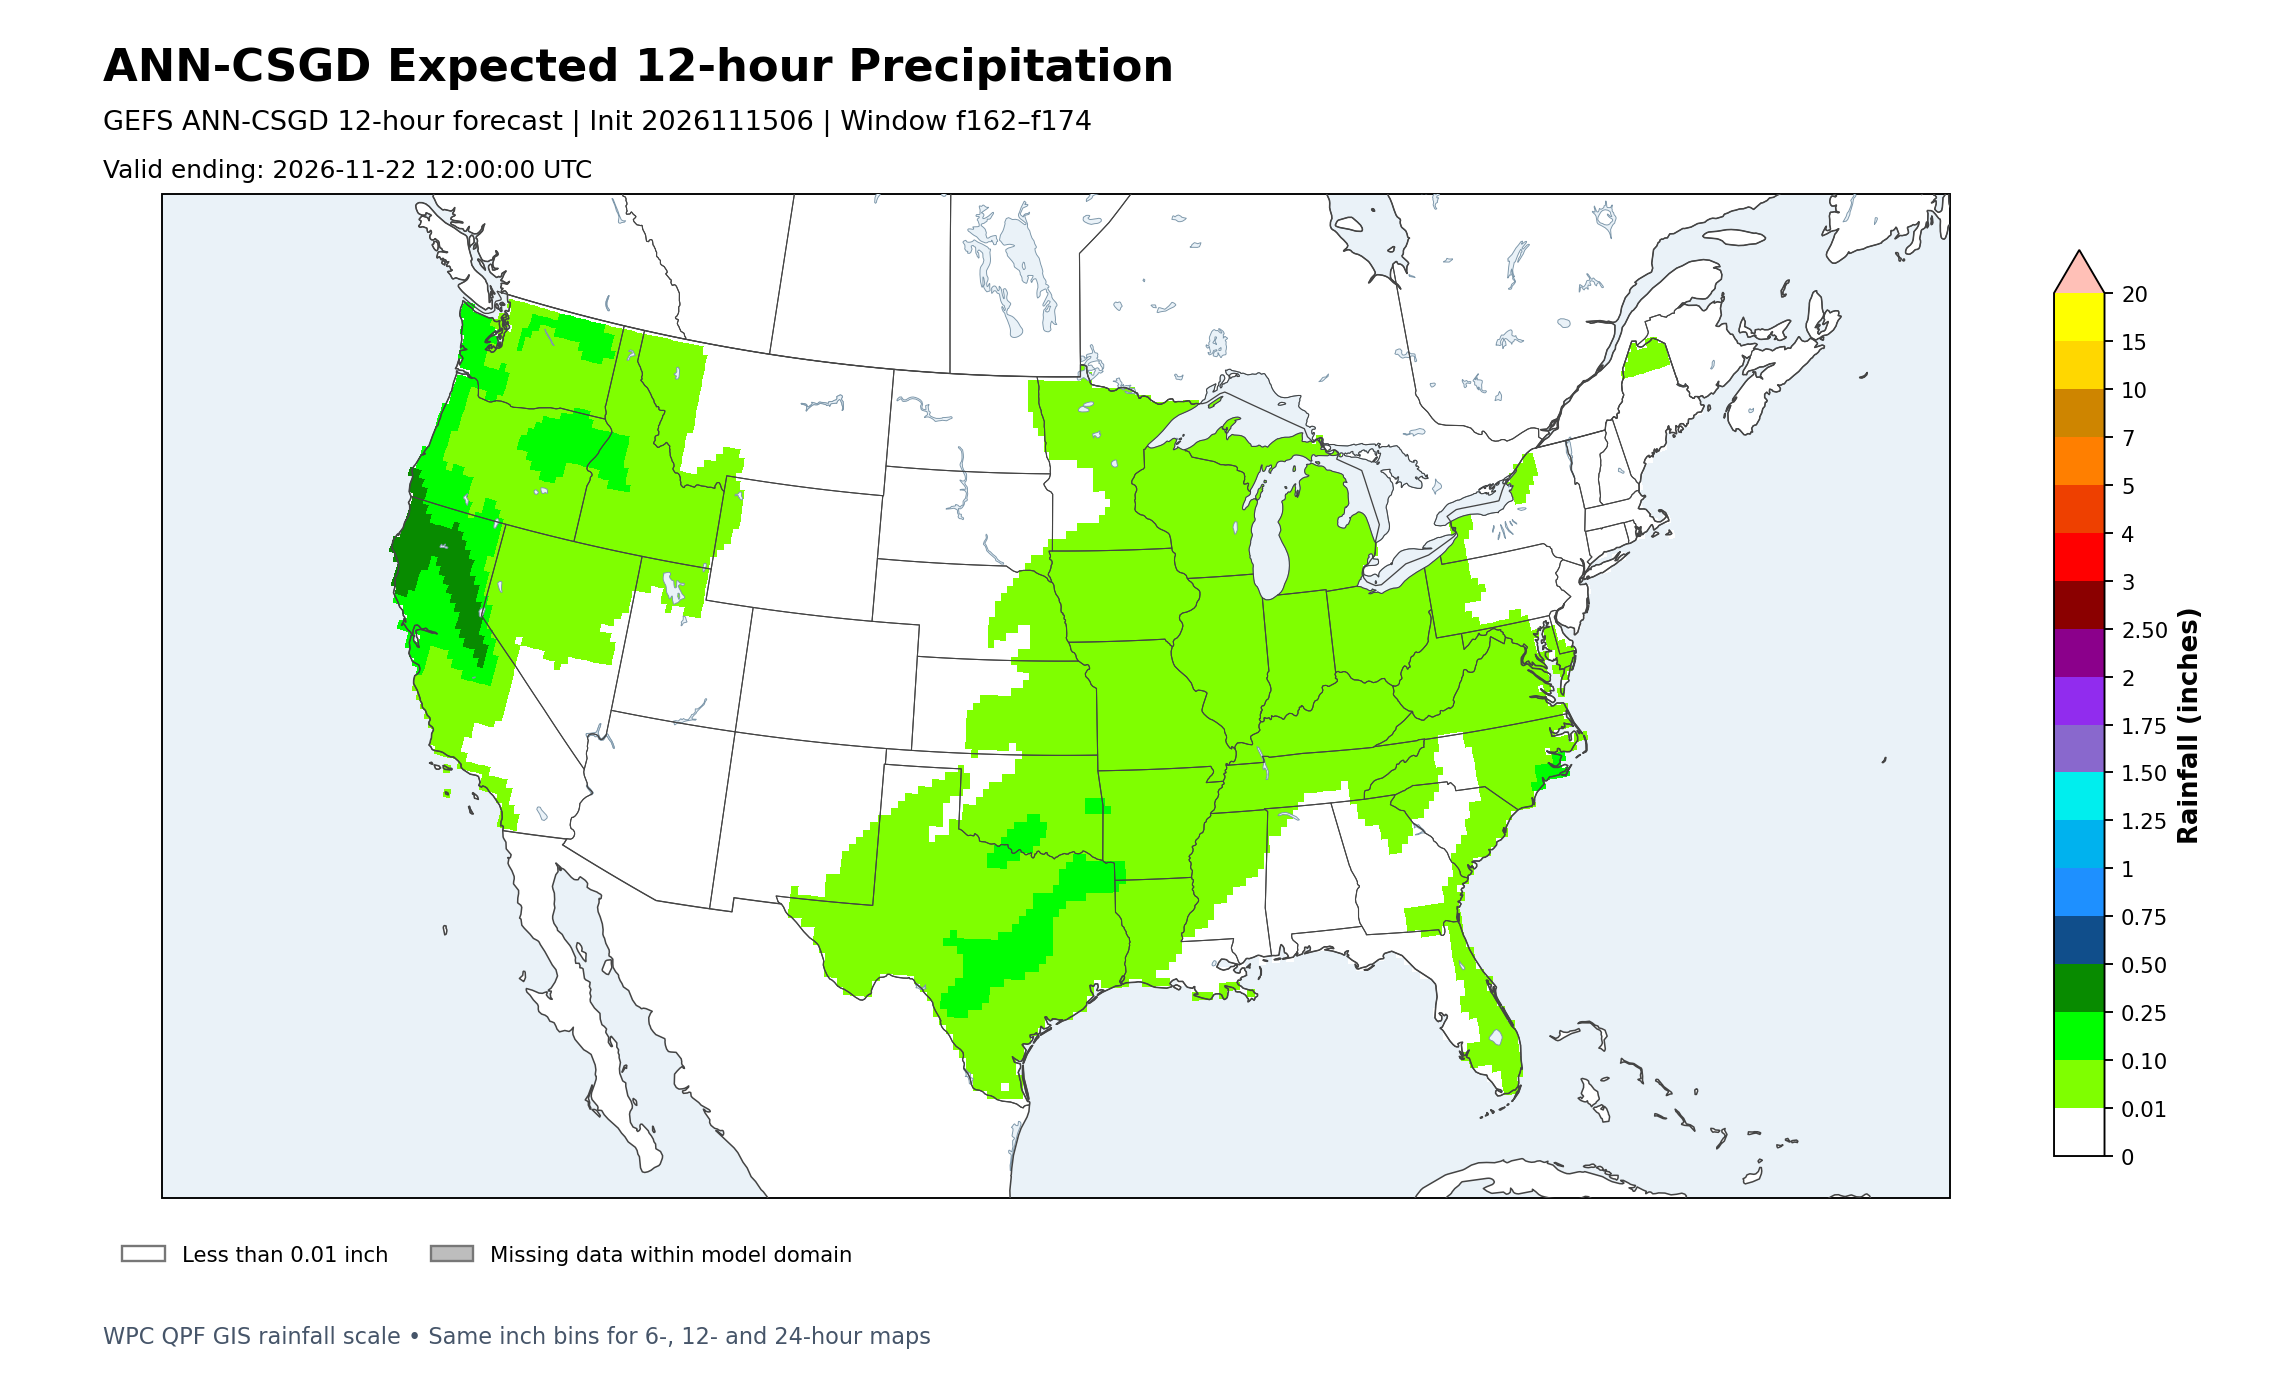 ANN-CSGD Expected 12-hour Precipitation
GEFS ANN-CSGD 12-hour forecast | Init 2026111506 | Window f162–f174
Valid ending: 2026-11-22 12:00:00 UTC
20
15
10
7
5
4
3
2.50
2
1.75
1.50
1.25
1
0.75
0.50
0.25
0.10
0.01
0
Rainfall (inches)
Less than 0.01 inch
Missing data within model domain
WPC QPF GIS rainfall scale • Same inch bins for 6-, 12- and 24-hour maps